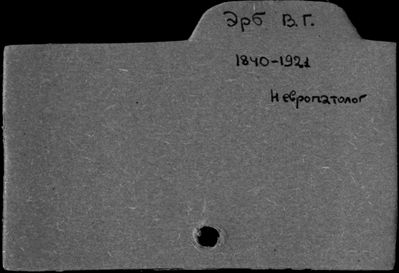 Эрб В.Г.
1840-1921
Невропатолог